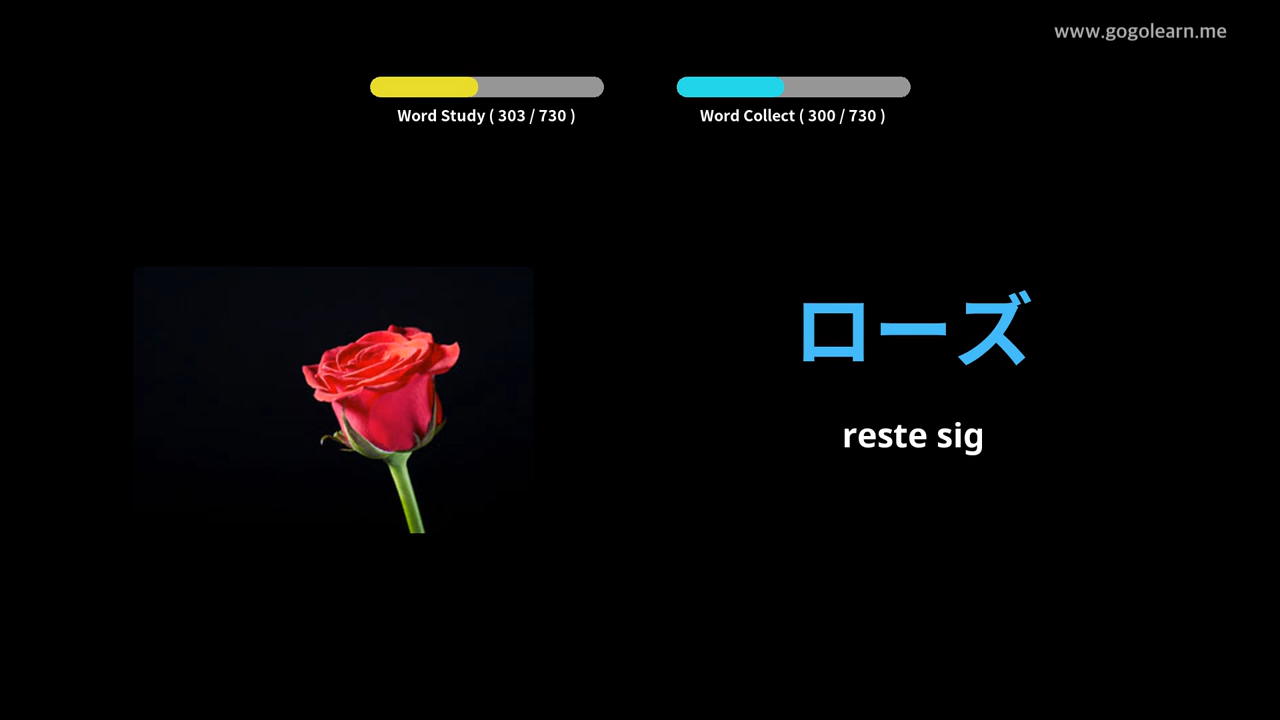 www.gogolearn.me
Word Study ( 303 / 730 )
Word Collect ( 300 / 730 )
ローズ
reste sig